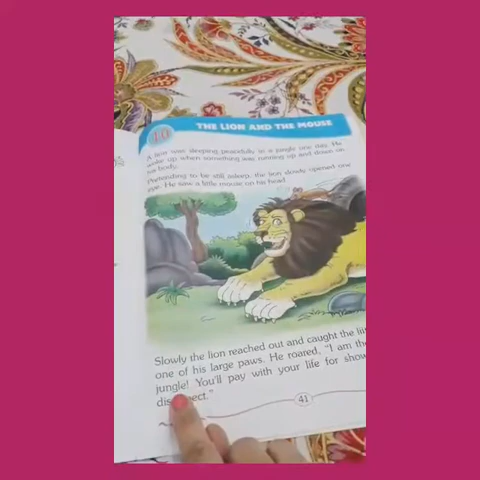 10
THE LION AND THE MOUSE
A lion was sleeping peacefully in a jungle one day. He
woke up when something was running up and down on
his body.
Pretending to be still asleep, the lion slowly opened one
eye. He saw a little mouse on his head.
Slowly the lion reached out and caught the
one of his large paws. He roared, "I am the
jungle! You'll pay with your life for
41